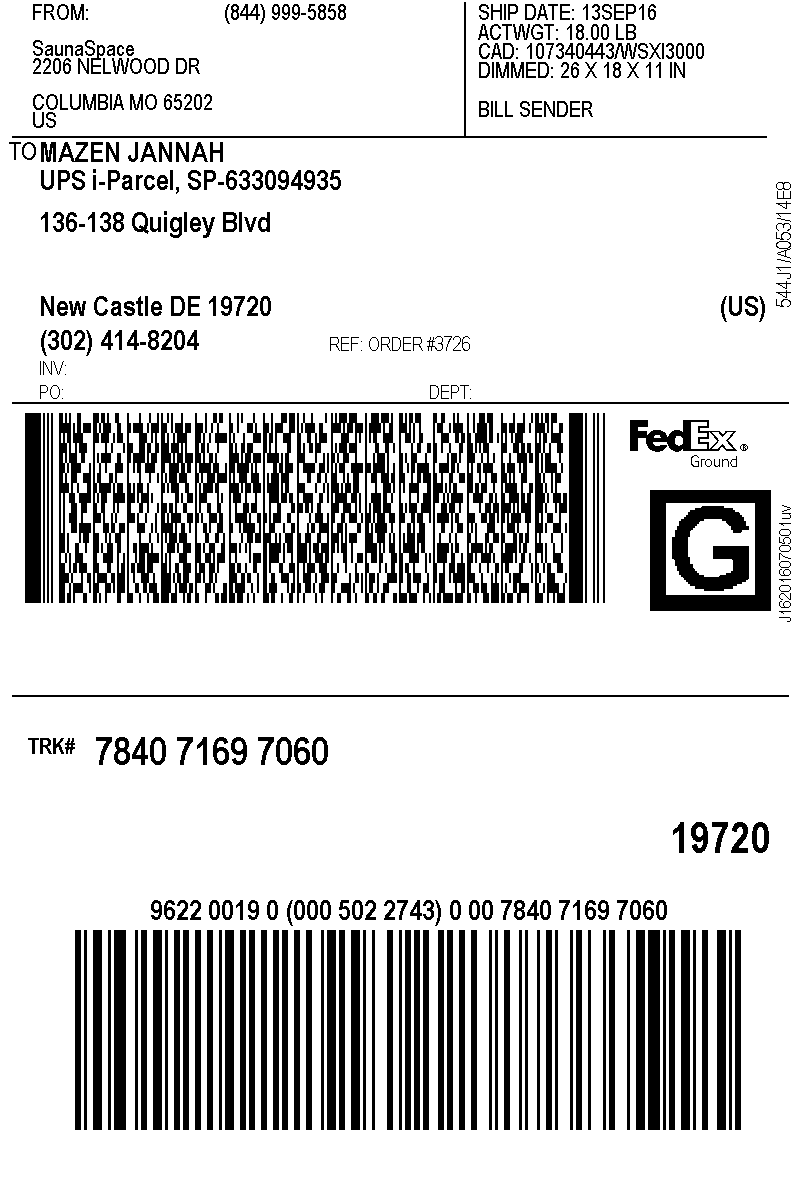 FROM: (844) 999-5858
SaunaSpace
2206 NELWOOD DR
COLUMBIA MO 65202
US
SHIP DATE: 13SEP16
ACTWGT: 18.00 LB
CAD: 107340443/WSXI3000
DIMMED: 26 X 18 X 11 IN
BILL SENDER
TO MAZEN JANNAH
UPS i-Parcel, SP-633094935
136-138 Quigley Blvd
New Castle DE 19720 (US)
(302) 414-8204 REF: ORDER #3726
INV:
PO: DEPT:
544J1/A053/14E8
FedEx®
Ground
G
J162016070501uv
TRK# 7840 7169 7060
19720
9622 0019 0 (000 502 2743) 0 00 7840 7169 7060